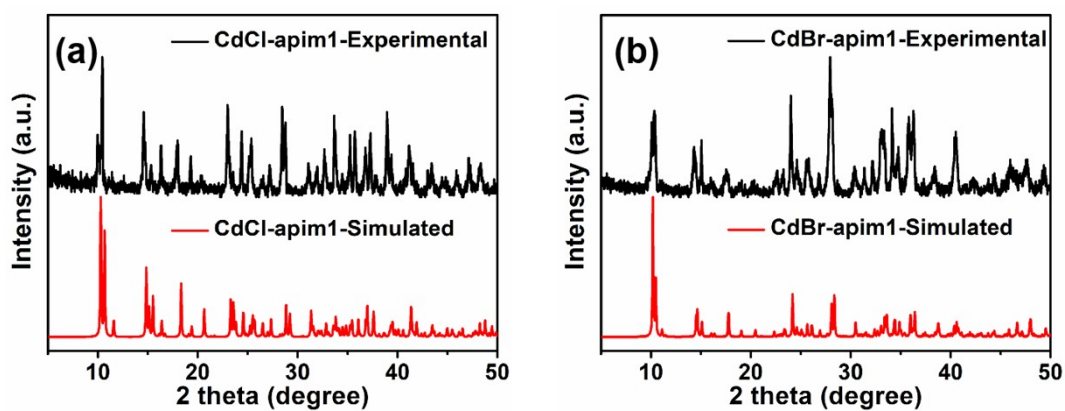 (a)
CdCl-apim1-Experimental
CdCl-apim1-Simulated
Intensity (a.u.)
10 20 30 40 50
2 theta (degree)
(b)
CdBr-apim1-Experimental
CdBr-apim1-Simulated
Intensity (a.u.)
10 20 30 40 50
2 theta (degree)